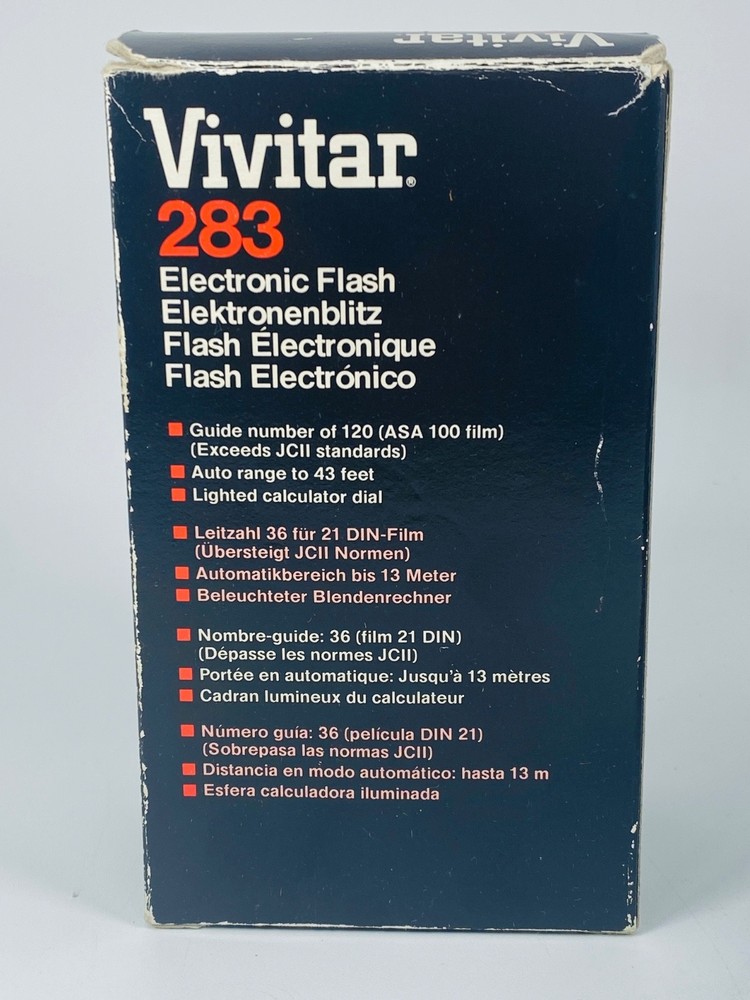 Vivitar
Vivitar®
283
Electronic Flash
Elektronenblitz
Flash Électronique
Flash Electrónico
■ Guide number of 120 (ASA 100 film)
(Exceeds JCII standards)
■ Auto range to 43 feet
■ Lighted calculator dial
■ Leitzahl 36 für 21 DIN-Film
(Übersteigt JCII Normen)
■ Automatikbereich bis 13 Meter
■ Beleuchteter Blendenrechner
■ Nombre-guide: 36 (film 21 DIN)
(Dépasse les normes JCII)
■ Portée en automatique: Jusqu'à 13 mètres
■ Cadran lumineux du calculateur
■ Número guía: 36 (película DIN 21)
(Sobrepasa las normas JCII)
■ Distancia en modo automático: hasta 13 m
■ Esfera calculadora iluminada